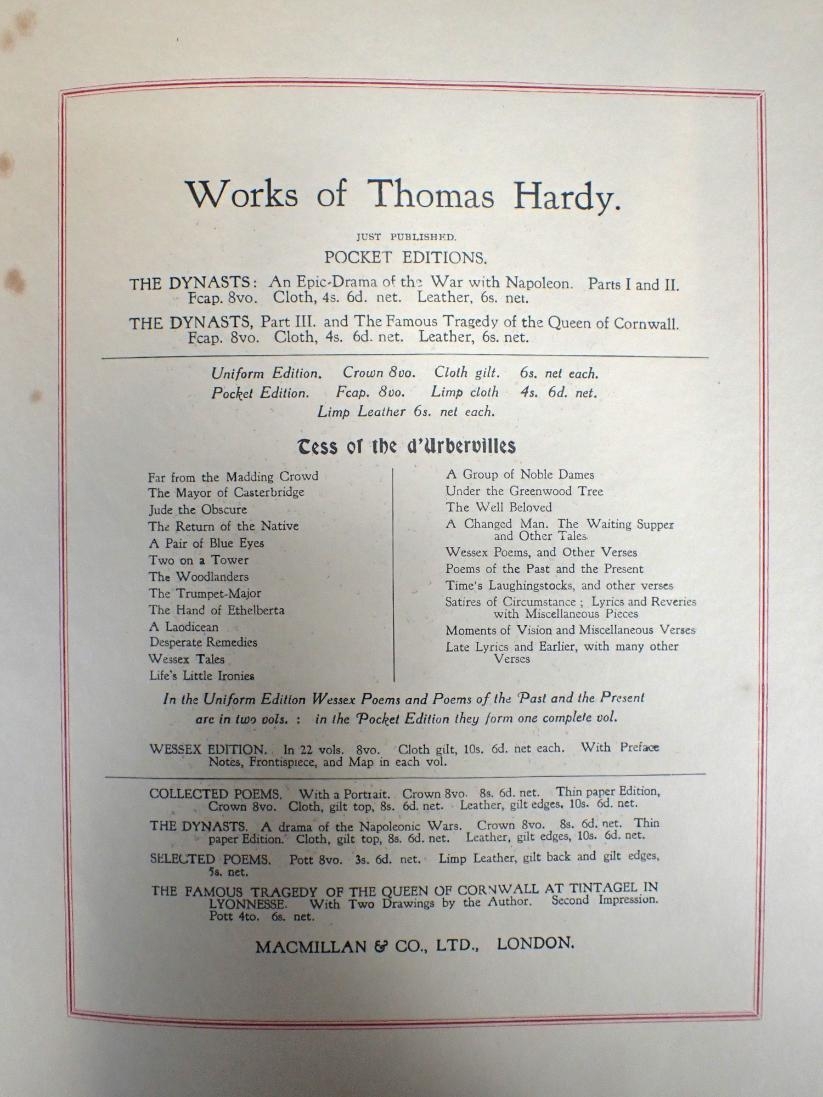 Works of Thomas Hardy.
JUST PUBLISHED.
POCKET EDITIONS.
THE DYNASTS: An Epic-Drama of the War with Napoleon. Parts I and II.
Fcap. 8vo. Cloth, 4s. 6d. net. Leather, 6s. net.
THE DYNASTS, Part III. and The Famous Tragedy of the Queen of Cornwall.
Fcap. 8vo. Cloth, 4s. 6d. net. Leather, 6s. net.
Uniform Edition. Crown 8vo. Cloth gilt. 6s. net each.
Pocket Edition. Fcap. 8vo. Limp cloth 4s. 6d. net.
Limp Leather 6s. net each.
Tess of the d'Urbervilles
Far from the Madding Crowd
The Mayor of Casterbridge
Jude the Obscure
The Return of the Native
A Pair of Blue Eyes
Two on a Tower
The Woodlanders
The Trumpet-Major
The Hand of Ethelberta
A Laodicean
Desperate Remedies
Wessex Tales
Life's Little Ironies
A Group of Noble Dames
Under the Greenwood Tree
The Well Beloved
A Changed Man. The Waiting Supper
and Other Tales
Wessex Poems, and Other Verses
Poems of the Past and the Present
Time's Laughingstocks, and other verses
Satires of Circumstance; Lyrics and Reveries
with Miscellaneous Pieces
Moments of Vision and Miscellaneous Verses
Late Lyrics and Earlier, with many other
Verses
In the Uniform Edition Wessex Poems and Poems of the Past and the Present
are in two vols. : in the Pocket Edition they form one complete vol.
WESSEX EDITION. In 22 vols. 8vo. Cloth gilt, 10s. 6d. net each. With Preface
Notes, Frontispiece, and Map in each vol.
COLLECTED POEMS. With a Portrait. Crown 8vo. 8s. 6d. net. Thin paper Edition,
Crown 8vo. Cloth, gilt top, 8s. 6d. net. Leather, gilt edges, 10s. 6d. net.
THE DYNASTS. A drama of the Napoleonic Wars. Crown 8vo. 8s. 6d. net. Thin
paper Edition. Cloth, gilt top, 8s. 6d. net. Leather, gilt edges, 10s. 6d. net.
SELECTED POEMS. Pott 8vo. 3s. 6d. net. Limp Leather, gilt back and gilt edges,
5s. net.
THE FAMOUS TRAGEDY OF THE QUEEN OF CORNWALL AT TINTAGEL IN
LYONNESSE. With Two Drawings by the Author. Second Impression.
Pott 4to. 6s. net.
MACMILLAN & CO., LTD., LONDON.